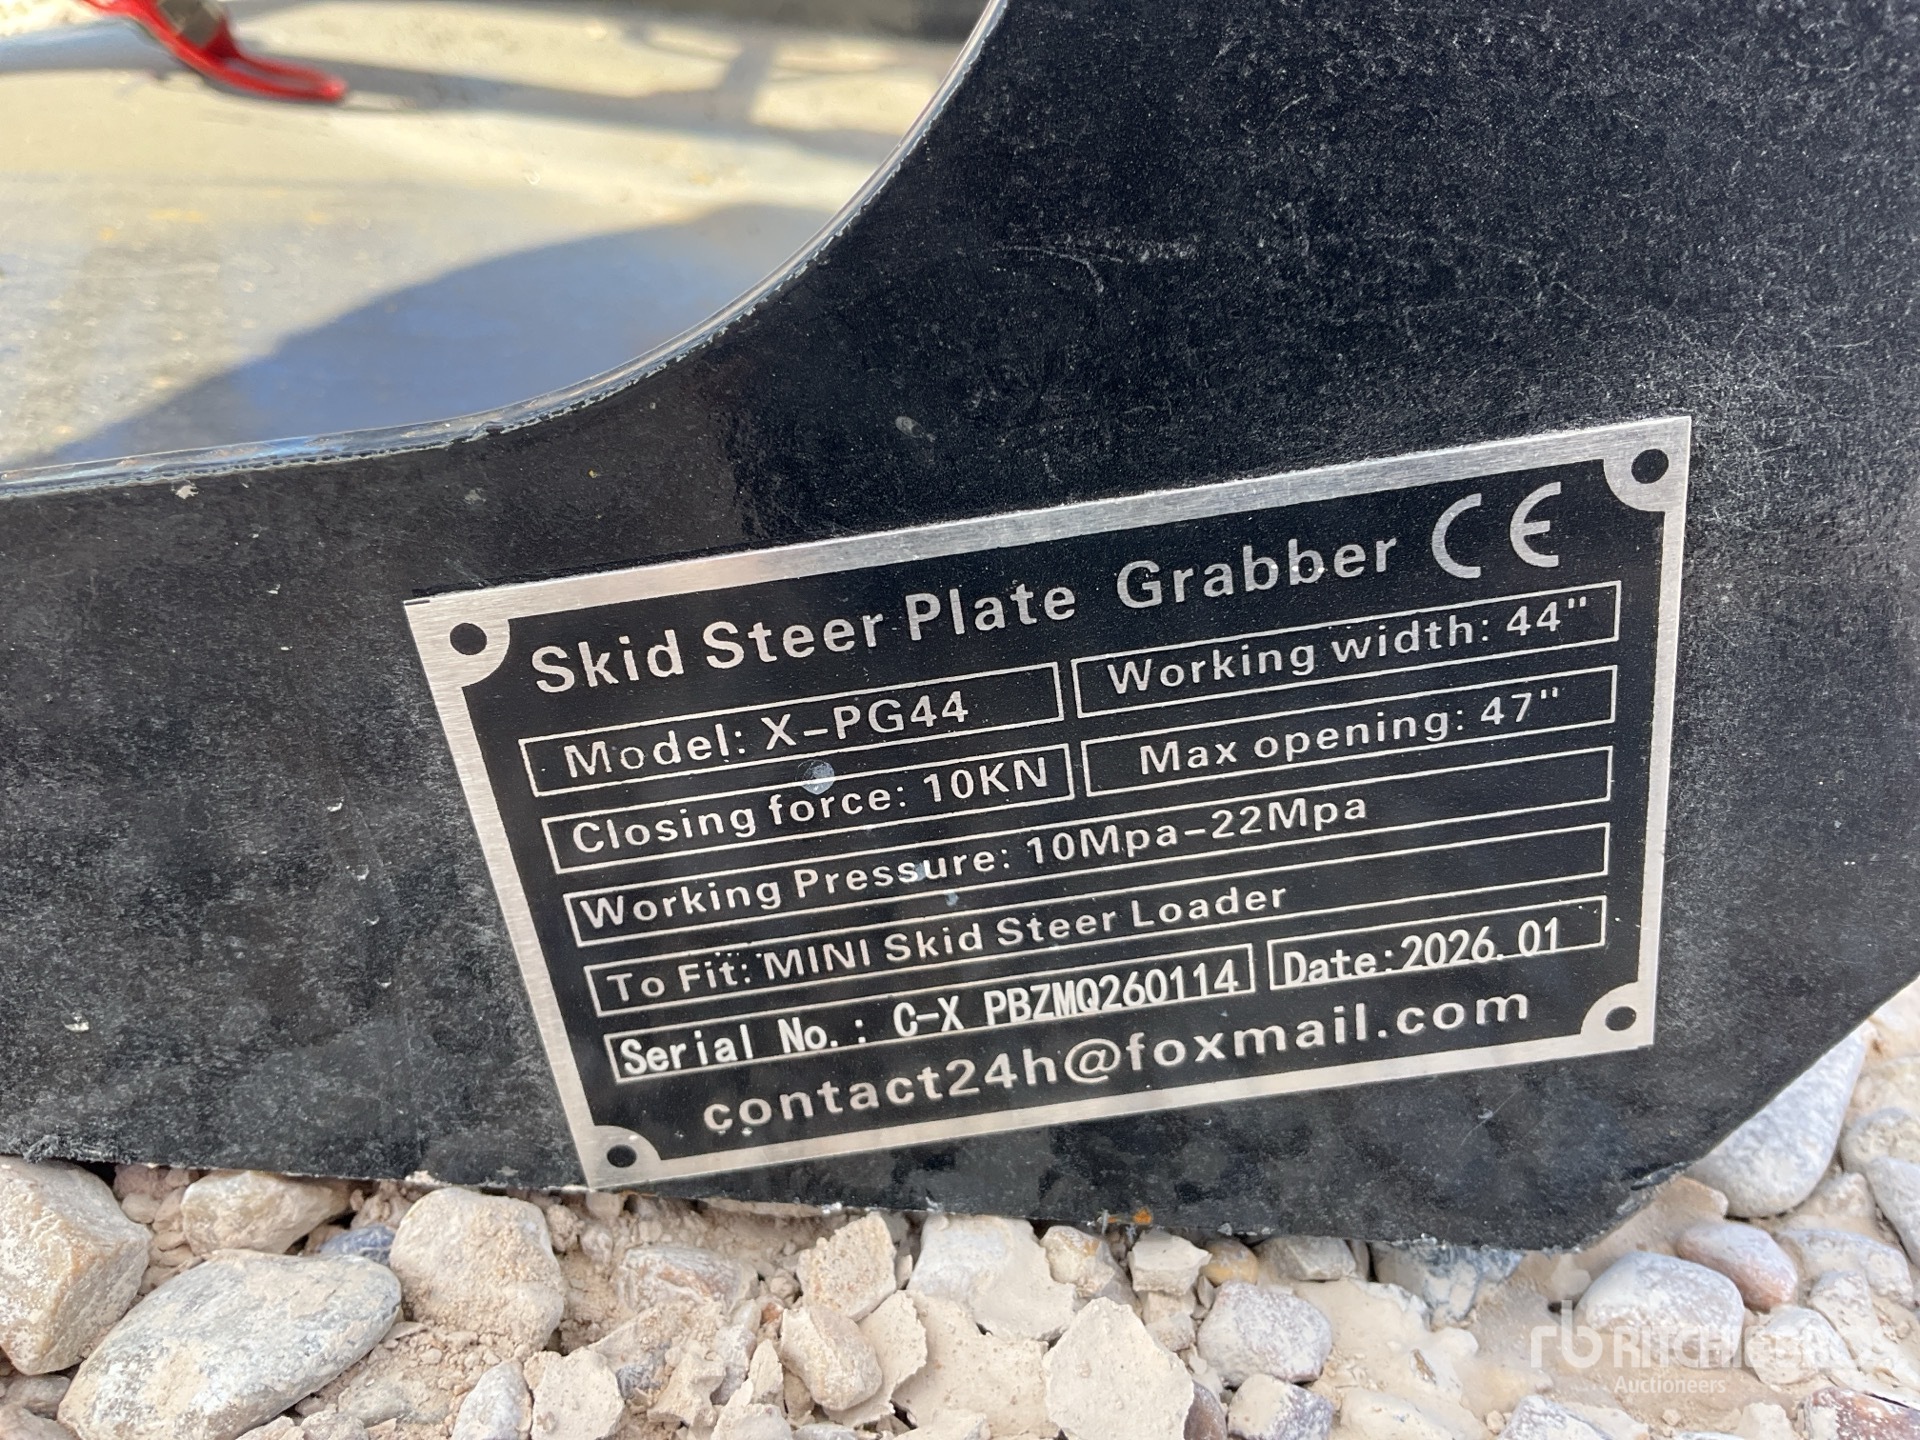 Skid Steer Plate Grabber CE
Model: X-PG44 Working width: 44"
Closing force: 10KN Max opening: 47"
Working Pressure: 10Mpa-22Mpa
To Fit: MINI Skid Steer Loader
Serial No.: C-X PBZMQ260114 Date:2026.01
contact24h@foxmail.com
rb RITCHIE BROS
Auctioneers